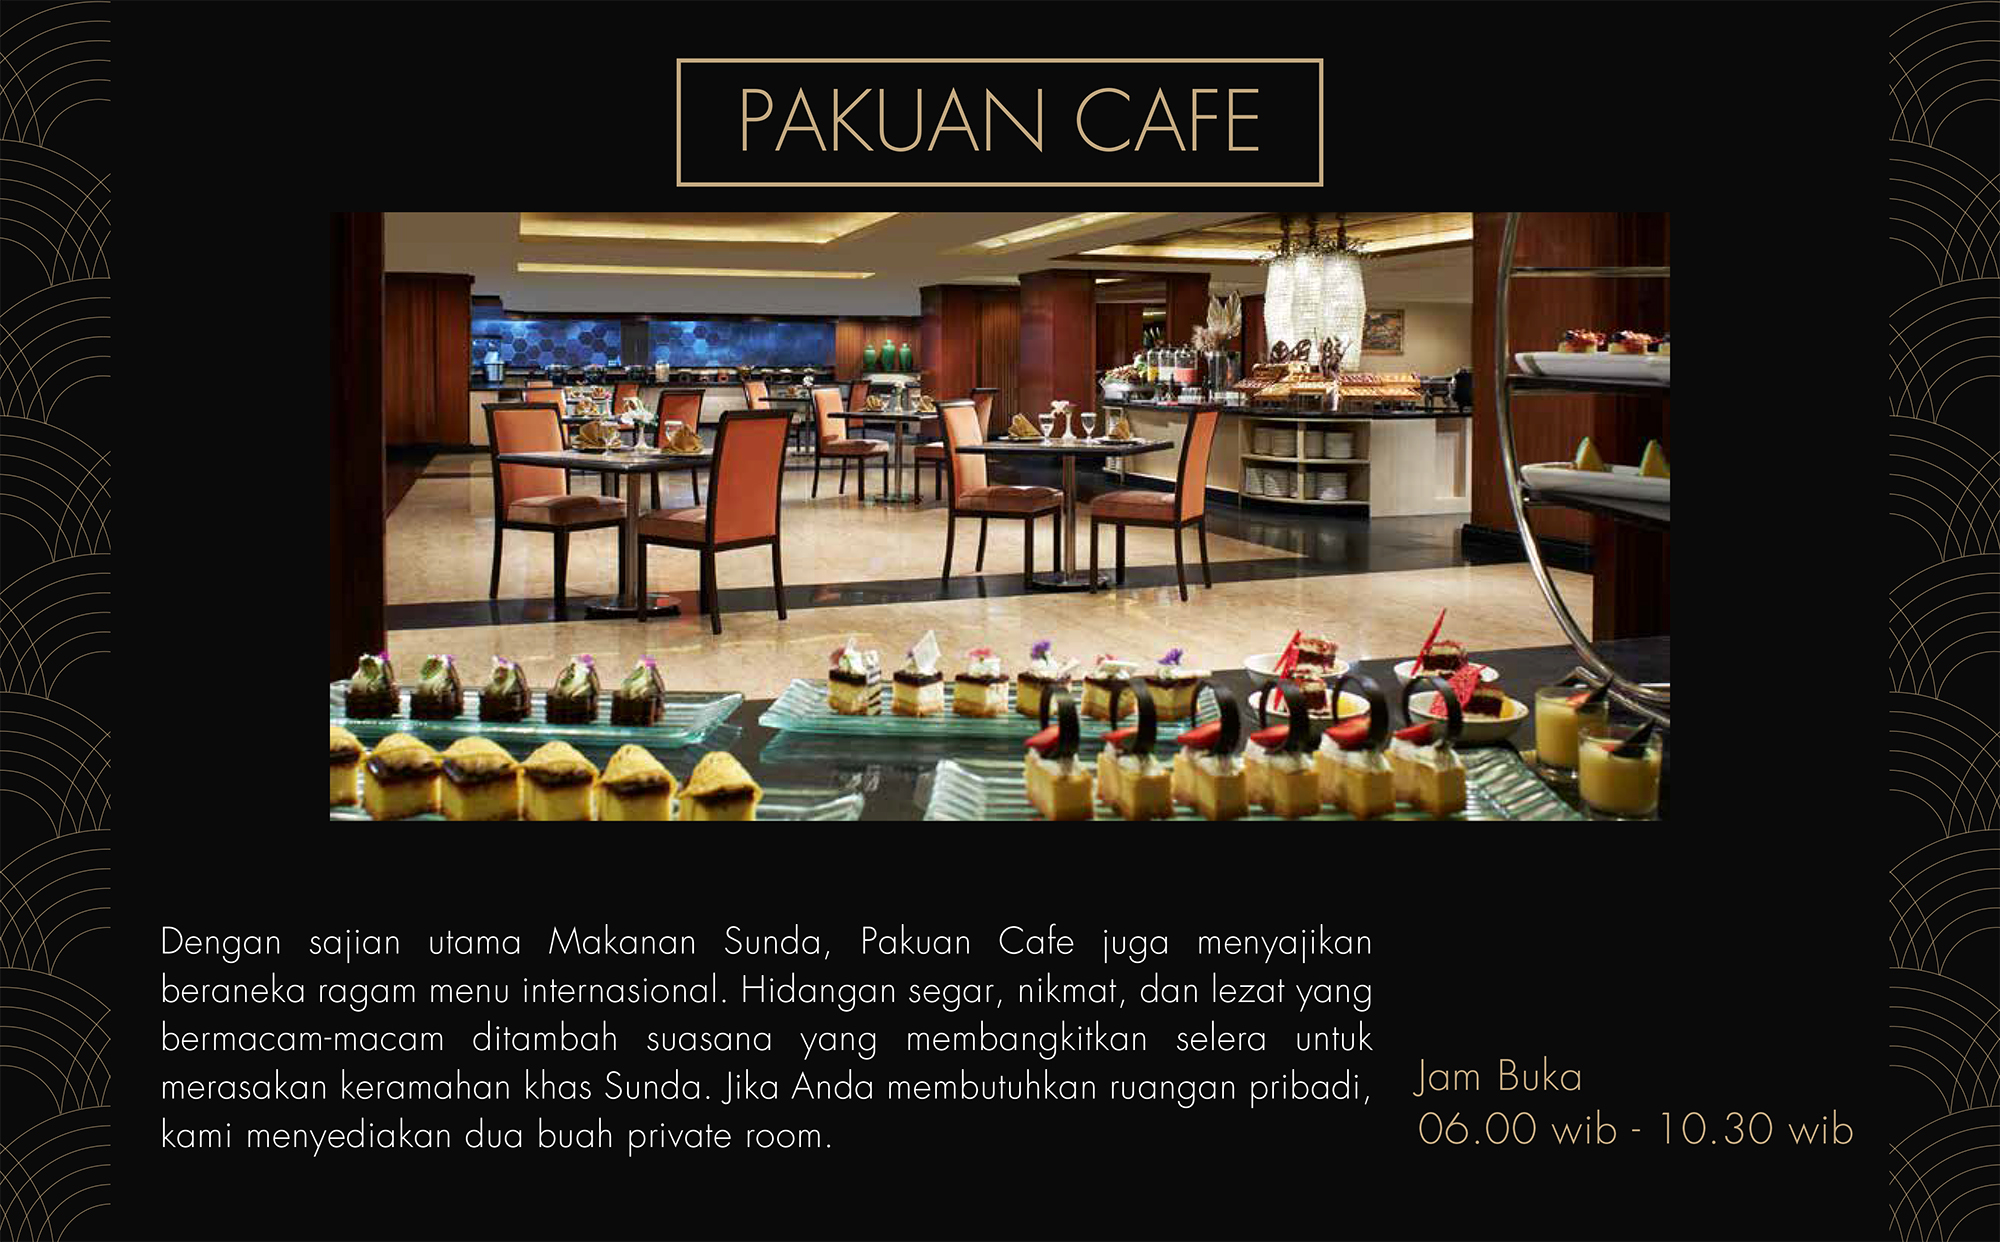 PAKUAN CAFE
Dengan sajian utama Makanan Sunda, Pakuan Cafe juga menyajikan
beraneka ragam menu internasional. Hidangan segar, nikmat, dan lezat yang
bermacam-macam ditambah suasana yang membangkitkan selera untuk
merasakan keramahan khas Sunda. Jika Anda membutuhkan ruangan pribadi,
kami menyediakan dua buah private room.
Jam Buka
06.00 wib - 10.30 wib